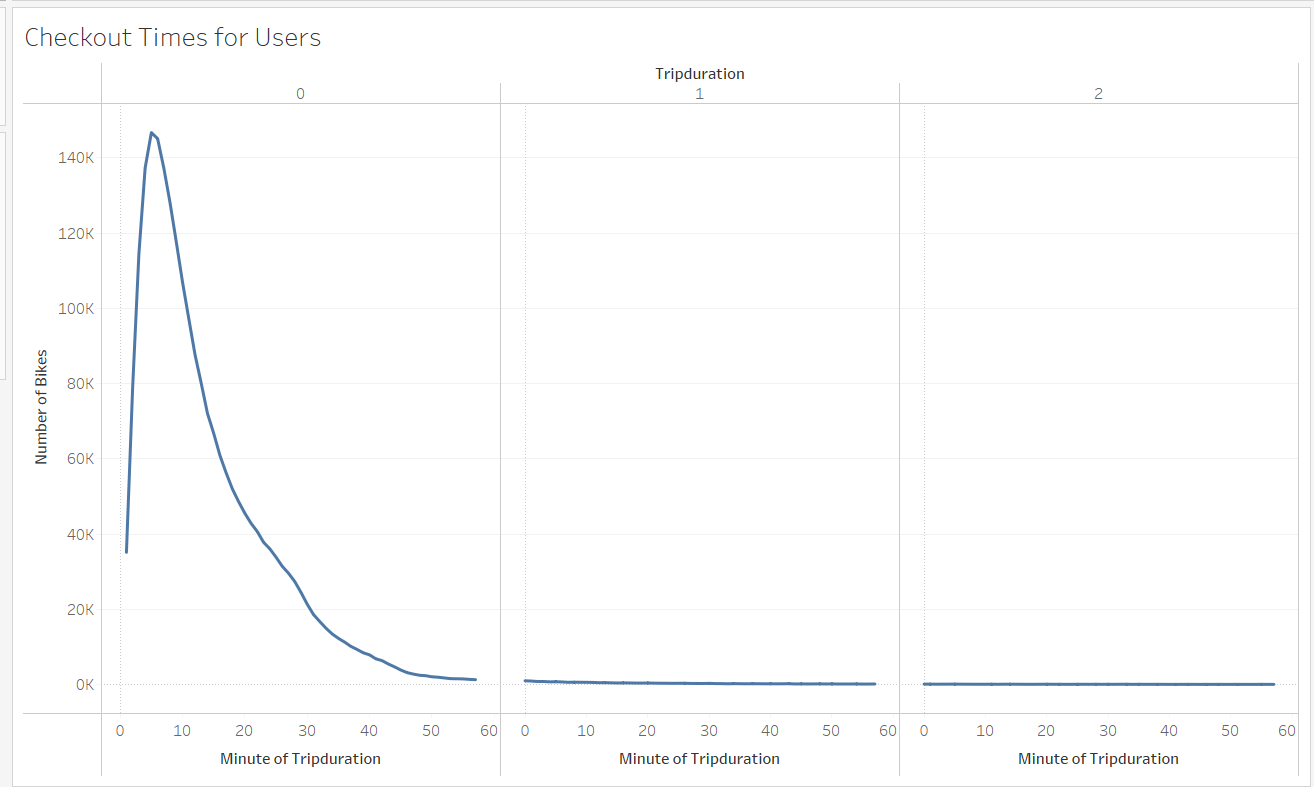 Checkout Times for Users
Tripduration
0 1 2
Number of Bikes
140K
120K
100K
80K
60K
40K
20K
0K
0 10 20 30 40 50 60 0 10 20 30 40 50 60 0 10 20 30 40 50 60
Minute of Tripduration Minute of Tripduration Minute of Tripduration